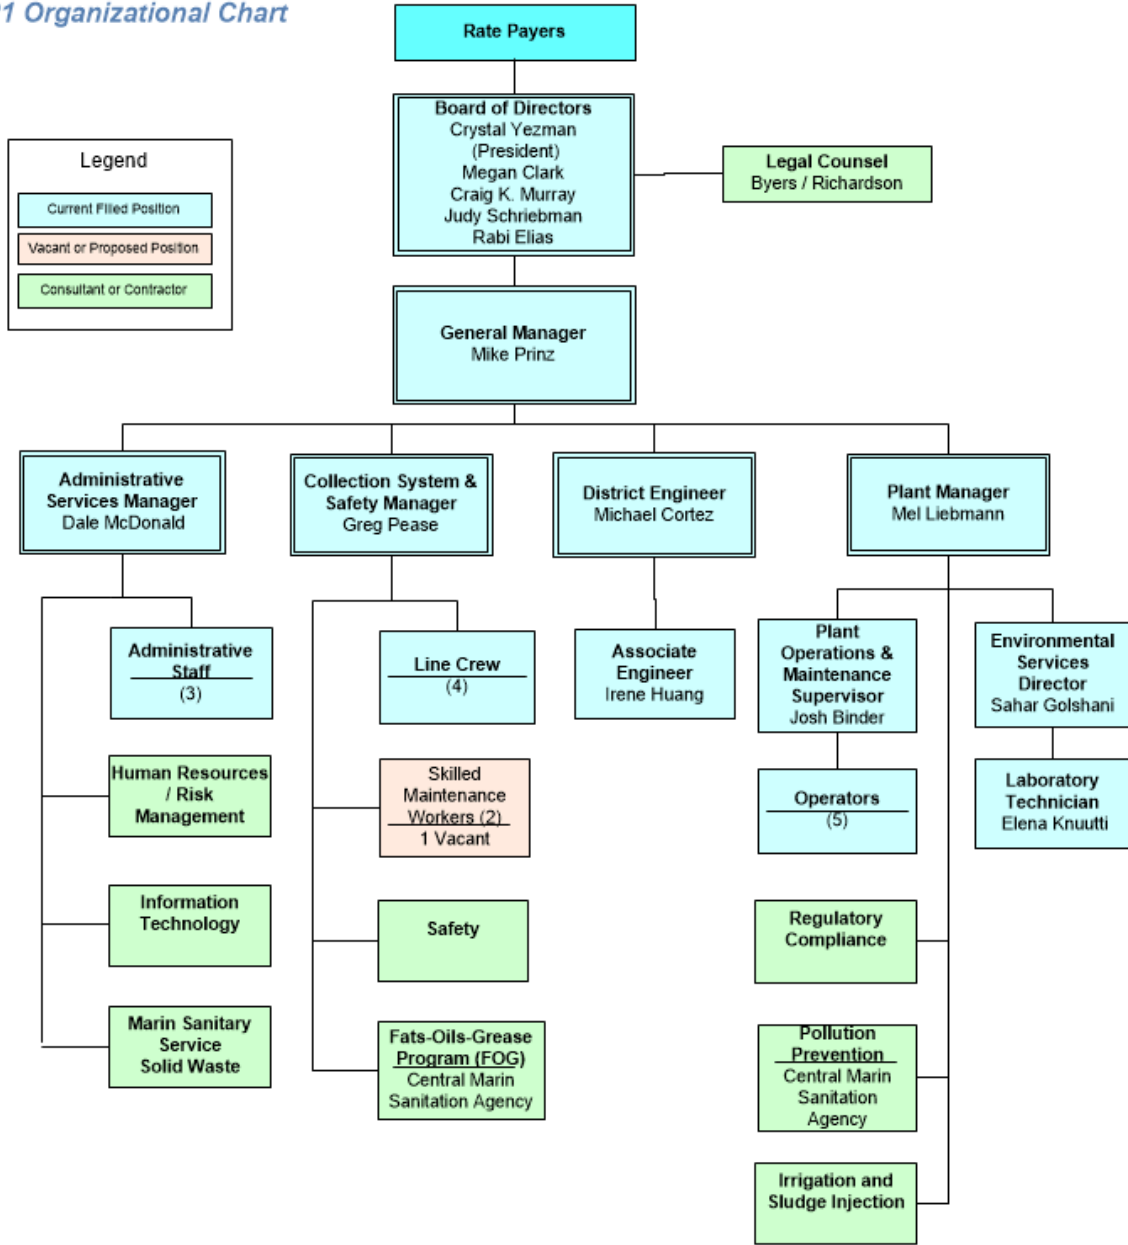 1 Organizational Chart
Rate Payers
Board of Directors
Crystal Yezman
(President)
Megan Clark
Craig K. Murray
Judy Schriebman
Rabi Elias
Legal Counsel
Byers / Richardson
Legend
Current Filled Position
Vacant or Proposed Position
Consultant or Contractor
General Manager
Mike Prinz
Administrative
Services Manager
Dale McDonald
Collection System &
Safety Manager
Greg Pease
District Engineer
Michael Cortez
Plant Manager
Mel Liebmann
Administrative
Staff
(3)
Human Resources
/ Risk
Management
Information
Technology
Marin Sanitary
Service
Solid Waste
Line Crew
(4)
Skilled
Maintenance
Workers (2)
1 Vacant
Safety
Fats-Oils-Grease
Program (FOG)
Central Marin
Sanitation Agency
Associate
Engineer
Irene Huang
Plant
Operations &
Maintenance
Supervisor
Josh Binder
Operators
(5)
Regulatory
Compliance
Pollution
Prevention
Central Marin
Sanitation
Agency
Irrigation and
Sludge Injection
Environmental
Services
Director
Sahar Golshani
Laboratory
Technician
Elena Knuutti